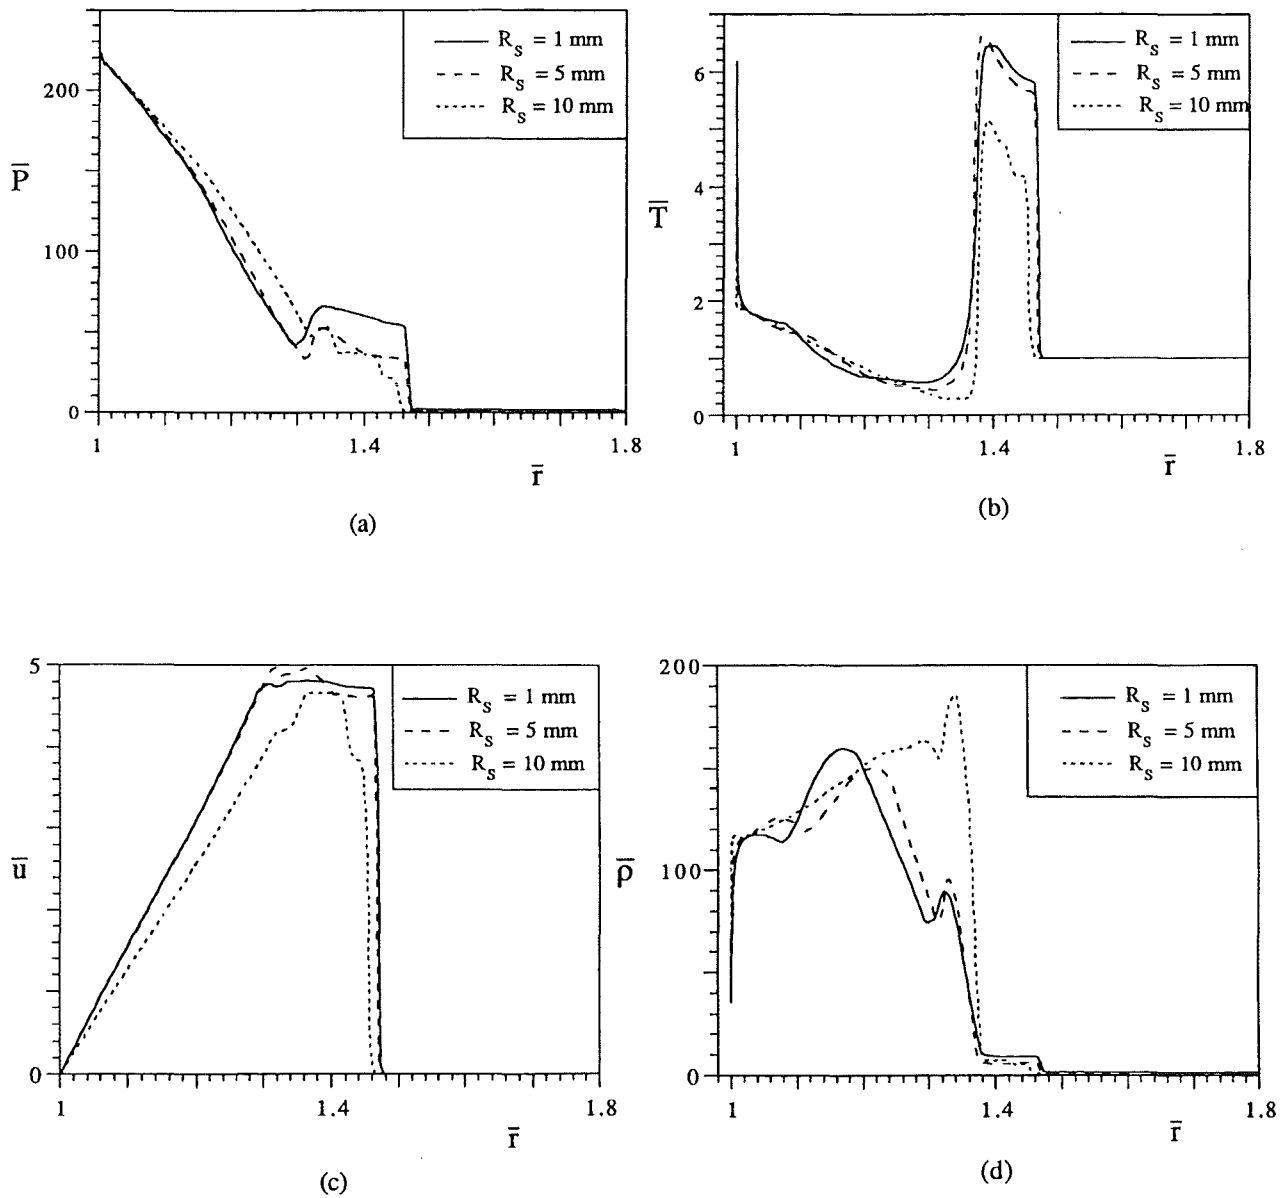 R_s = 1 mm
R_s = 5 mm
R_s = 10 mm
200
P̅
100
0
1
1.4
1.8
r̅
(a)
R_s = 1 mm
R_s = 5 mm
R_s = 10 mm
6
4
T̅
2
0
1
1.4
1.8
r̅
(b)
5
R_s = 1 mm
R_s = 5 mm
R_s = 10 mm
u̅
0
1
1.4
1.8
r̅
(c)
200
R_s = 1 mm
R_s = 5 mm
R_s = 10 mm
ρ̅
100
0
1
1.4
1.8
r̅
(d)